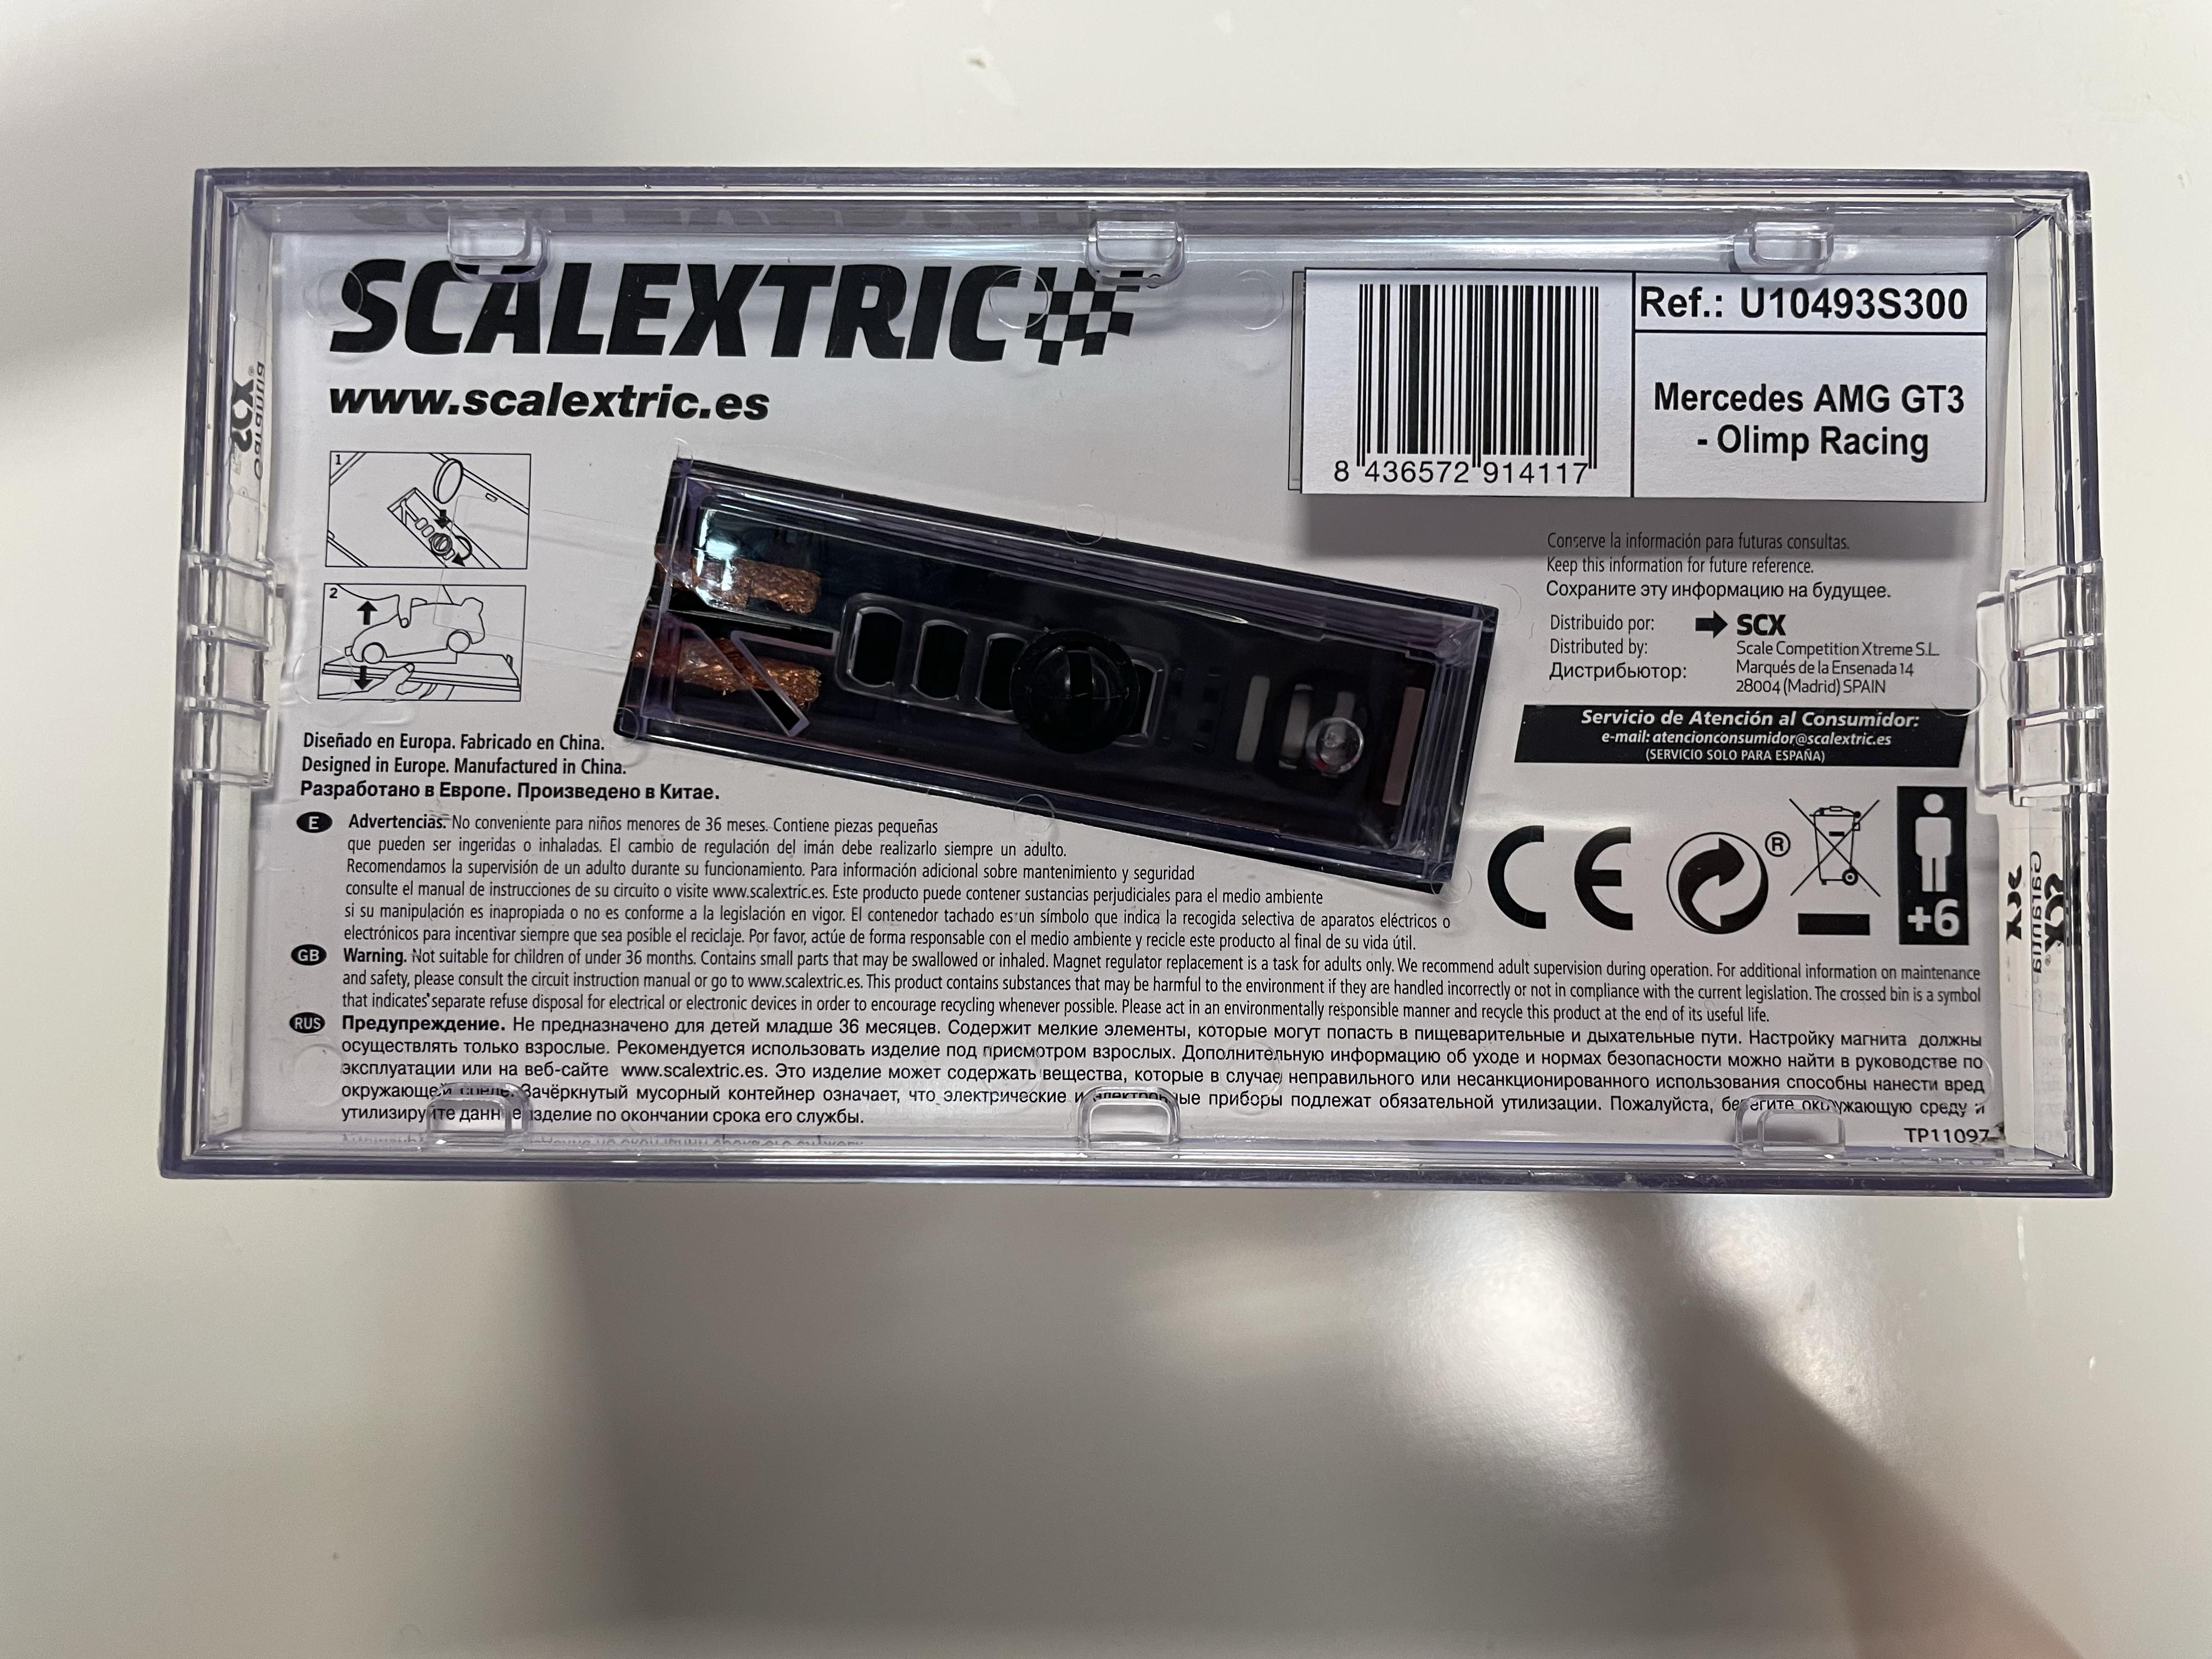 SCALEXTRIC
www.scalextric.es
8 436572 914117
Ref.: U10493S300
Mercedes AMG GT3
- Olimp Racing
1
2
Conserve la información para futuras consultas.
Keep this information for future reference.
Сохраните эту информацию на будущее.
Distribuido por:
Distributed by:
Дистрибьютор:
SCX
Scale Competition Xtreme S.L.
Marqués de la Ensenada 14
28004 (Madrid) SPAIN
Servicio de Atención al Consumidor:
e-mail: atencionconsumidor@scalextric.es
(SERVICIO SOLO PARA ESPAÑA)
Diseñado en Europa. Fabricado en China.
Designed in Europe. Manufactured in China.
Разработано в Европе. Произведено в Китае.
CE
®
+6
E Advertencias. No conveniente para niños menores de 36 meses. Contiene piezas pequeñas
que pueden ser ingeridas o inhaladas. El cambio de regulación del imán debe realizarlo siempre un adulto.
Recomendamos la supervisión de un adulto durante su funcionamiento. Para información adicional sobre mantenimiento y seguridad
consulte el manual de instrucciones de su circuito o visite www.scalextric.es. Este producto puede contener sustancias perjudiciales para el medio ambiente
si su manipulación es inapropiada o no es conforme a la legislación en vigor. El contenedor tachado es un símbolo que indica la recogida selectiva de aparatos eléctricos o
electrónicos para incentivar siempre que sea posible el reciclaje. Por favor, actúe de forma responsable con el medio ambiente y recicle este producto al final de su vida útil.
GB Warning. Not suitable for children of under 36 months. Contains small parts that may be swallowed or inhaled. Magnet regulator replacement is a task for adults only. We recommend adult supervision during operation. For additional information on maintenance
and safety, please consult the circuit instruction manual or go to www.scalextric.es. This product contains substances that may be harmful to the environment if they are handled incorrectly or not in compliance with the current legislation. The crossed bin is a symbol
that indicates separate refuse disposal for electrical or electronic devices in order to encourage recycling whenever possible. Please act in an environmentally responsible manner and recycle this product at the end of its useful life.
RUS Предупреждение. Не предназначено для детей младше 36 месяцев. Содержит мелкие элементы, которые могут попасть в пищеварительные и дыхательные пути. Настройку магнита должны
осуществлять только взрослые. Рекомендуется использовать изделие под присмотром взрослых. Дополнительную информацию об уходе и нормах безопасности можно найти в руководстве по
эксплуатации или на веб-сайте www.scalextric.es. Это изделие может содержать вещества, которые в случае неправильного или несанкционированного использования способны нанести вред
окружающей среде. Зачёркнутый мусорный контейнер означает, что электрические и электронные приборы подлежат обязательной утилизации. Пожалуйста, берегите окружающую среду и
утилизируйте данное изделие по окончании срока его службы.
TP11097
SCX
Garantía
Garantía